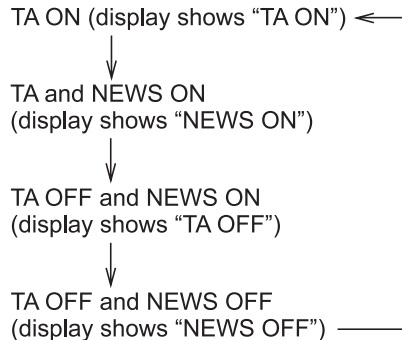 TA ON (display shows “TA ON”)
TA and NEWS ON
(display shows “NEWS ON”)
TA OFF and NEWS ON
(display shows “TA OFF”)
TA OFF and NEWS OFF
(display shows “NEWS OFF”)